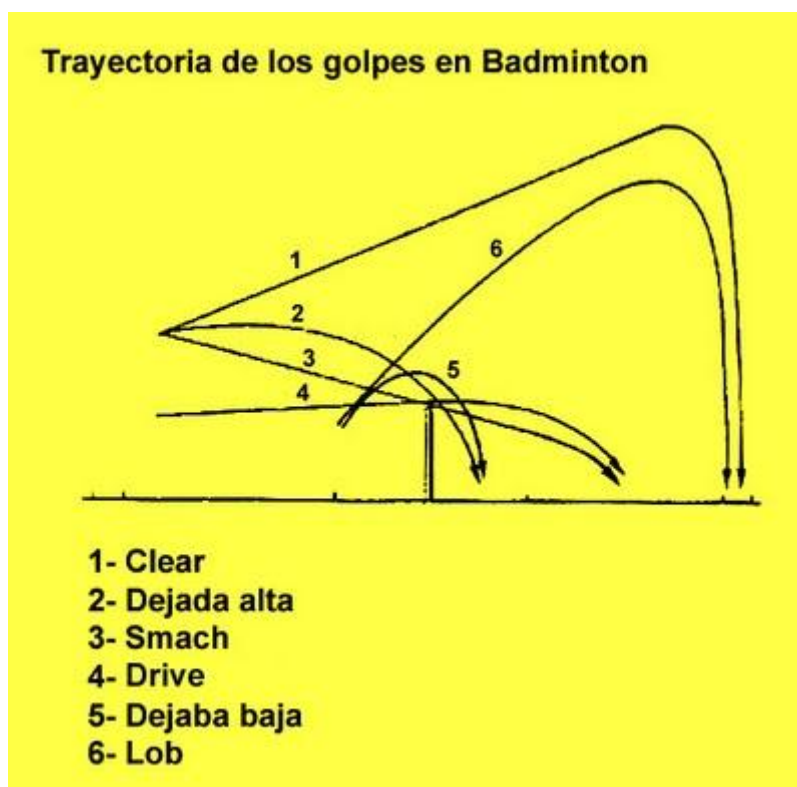 Trayectoria de los golpes en Badminton
1
6
2
3
5
4
1- Clear
2- Dejada alta
3- Smach
4- Drive
5- Dejaba baja
6- Lob